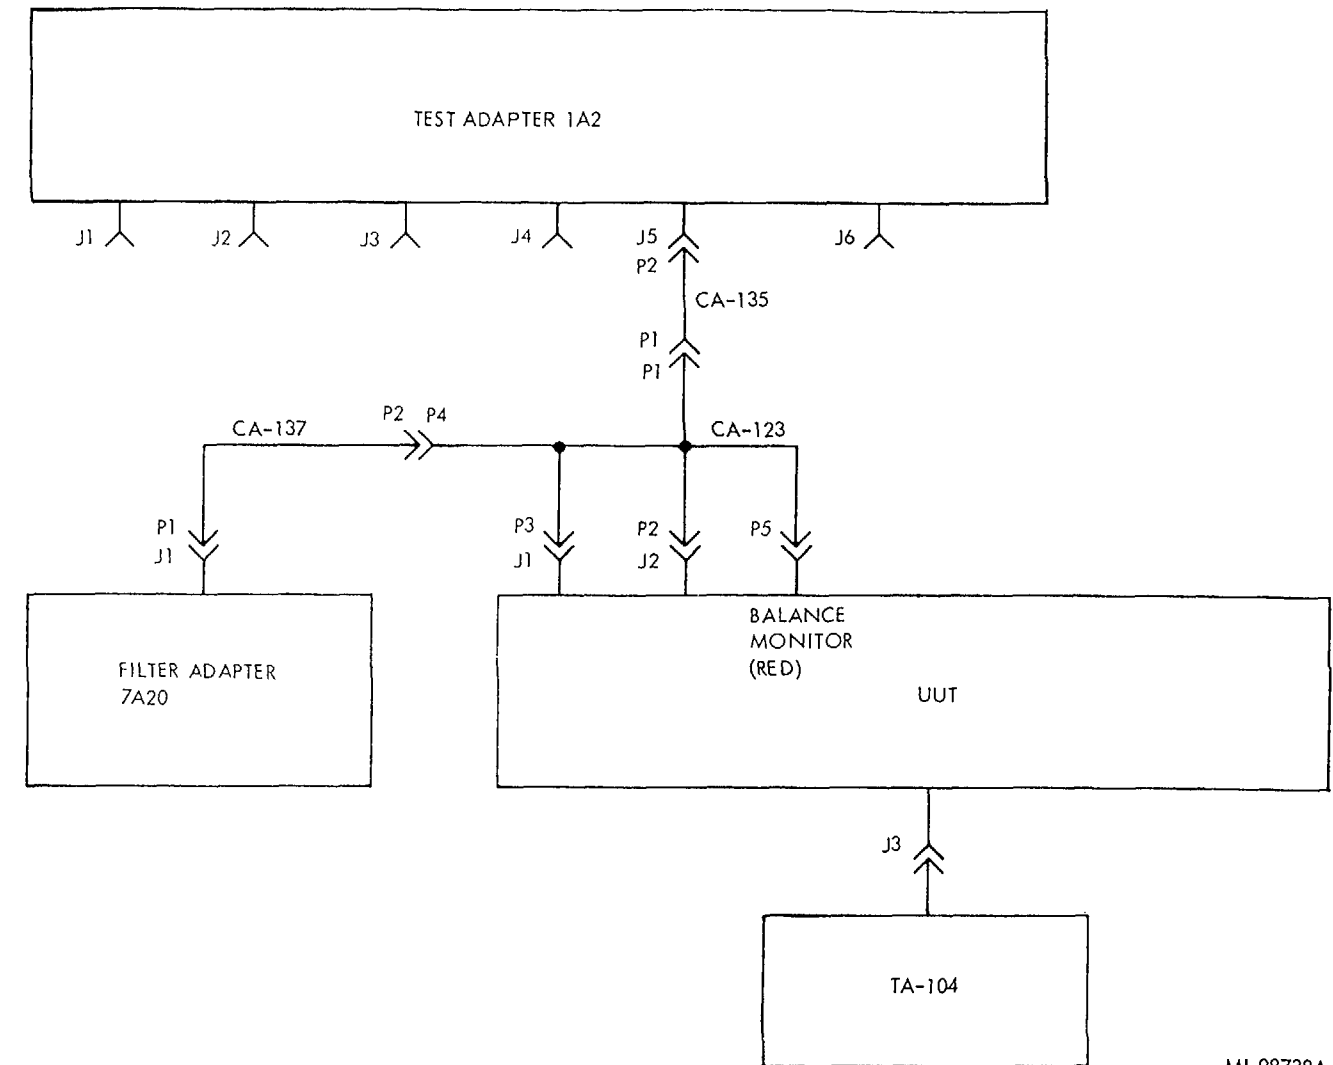 TEST ADAPTER 1A2
J1
J2
J3
J4
J5
J6
P2
CA-135
P1
P1
CA-137
P2
P4
CA-123
P1
J1
P3
J1
P2
J2
P5
BALANCE
MONITOR
(RED)
UUT
FILTER ADAPTER
7A20
J3
TA-104